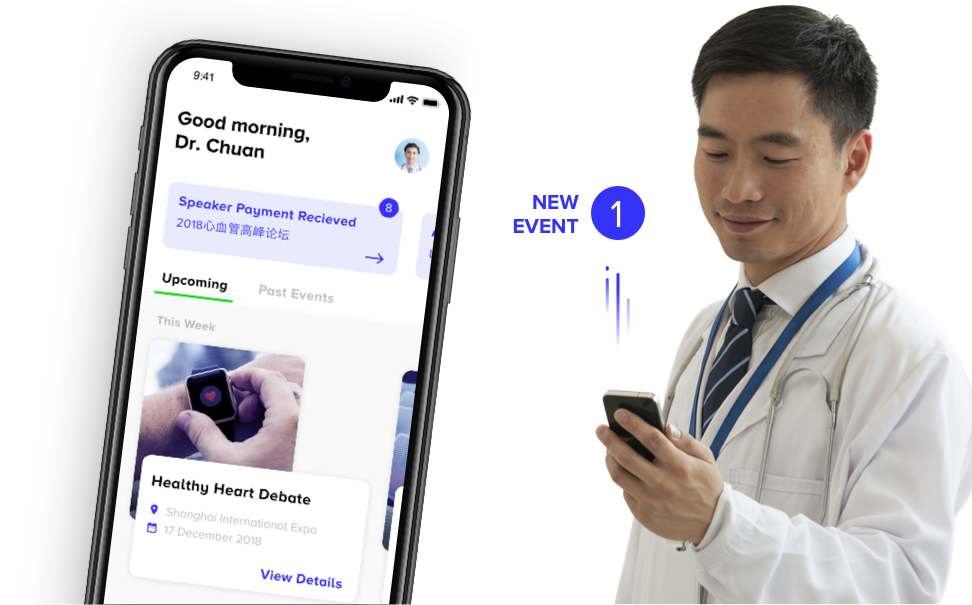 9:41
Good morning,
Dr. Chuan
8
Speaker Payment Recieved
2018心血管高峰论坛
Upcoming
Past Events
This Week
Healthy Heart Debate
Shanghai International Expo
17 December 2018
View Details
NEW
EVENT
1